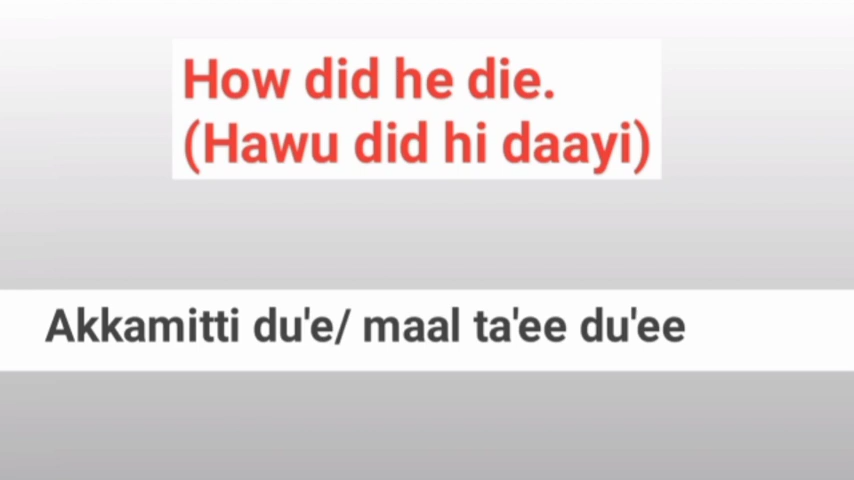 How did he die.
(Hawu did hi daayi)
Akkamitti du'e/ maal ta'ee du'ee